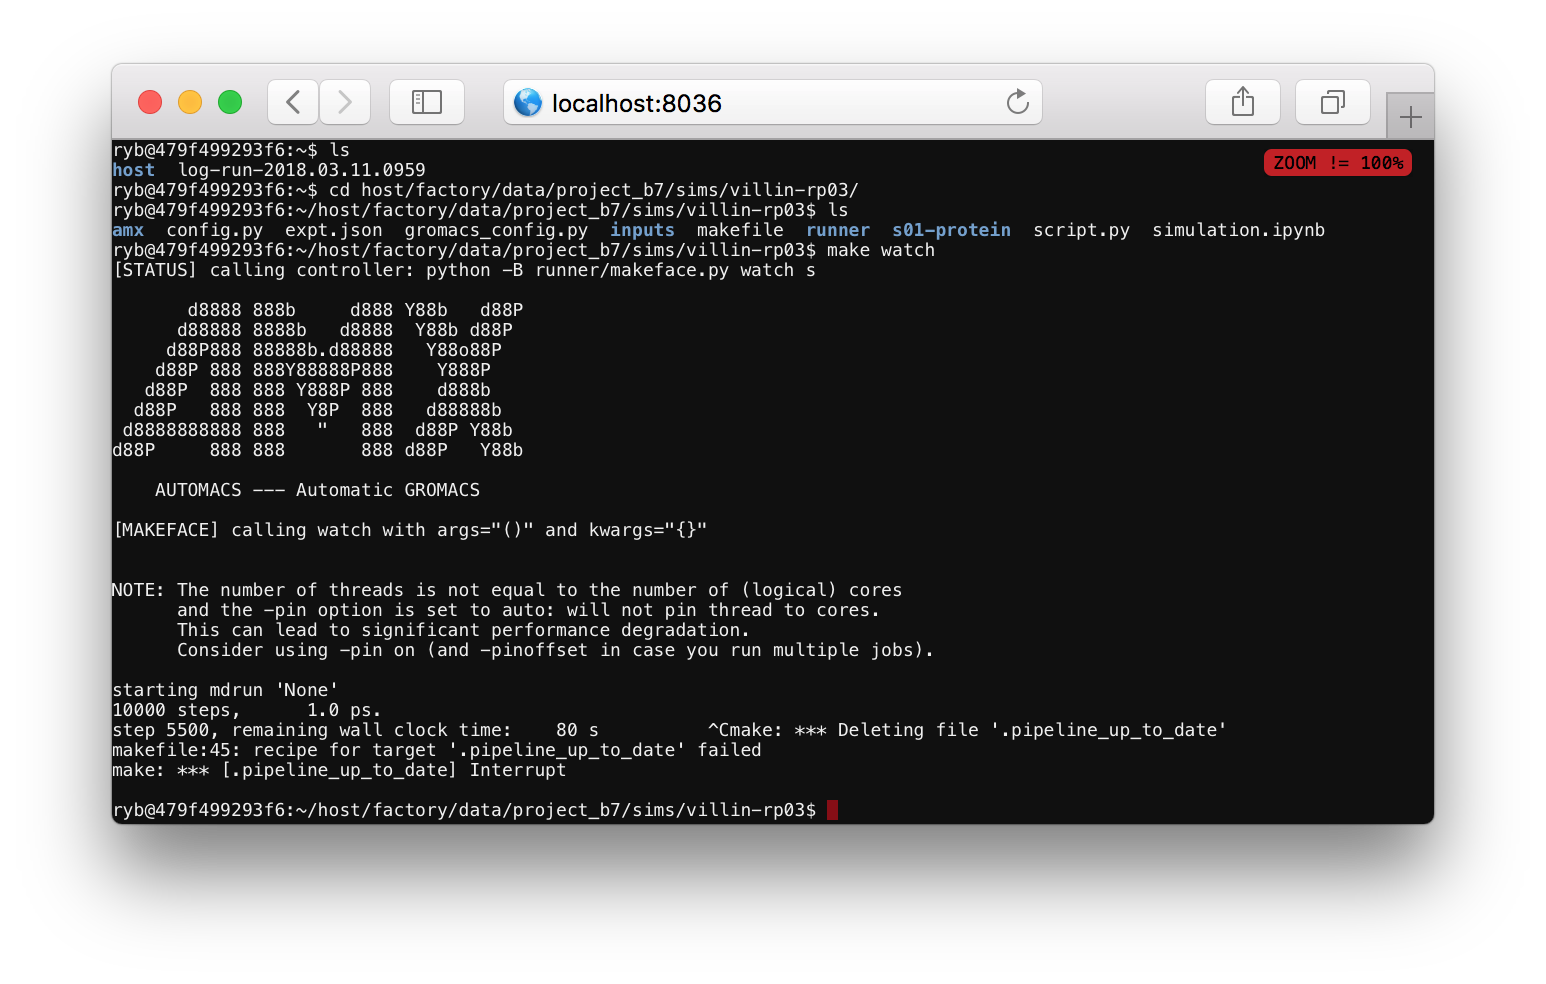 localhost:8036
ryb@479f499293f6:~$ ls
ZOOM != 100%
host  log-run-2018.03.11.0959
ryb@479f499293f6:~$ cd host/factory/data/project_b7/sims/villin-rp03/
ryb@479f499293f6:~/host/factory/data/project_b7/sims/villin-rp03$ ls
amx  config.py  expt.json  gromacs_config.py  inputs  makefile  runner  s01-protein  script.py  simulation.ipynb
ryb@479f499293f6:~/host/factory/data/project_b7/sims/villin-rp03$ make watch
[STATUS] calling controller: python -B runner/makeface.py watch s
       d8888 888b     d888 Y88b   d88P
      d88888 8888b   d8888  Y88b d88P
     d88P888 88888b.d88888   Y88o88P
    d88P 888 888Y88888P888    Y888P
   d88P  888 888 Y888P 888    d888b
  d88P   888 888  Y8P  888   d88888b
 d8888888888 888   "   888  d88P Y88b
d88P     888 888       888 d88P   Y88b
    AUTOMACS --- Automatic GROMACS
[MAKEFACE] calling watch with args="()" and kwargs="{}"
NOTE: The number of threads is not equal to the number of (logical) cores
      and the -pin option is set to auto: will not pin thread to cores.
      This can lead to significant performance degradation.
      Consider using -pin on (and -pinoffset in case you run multiple jobs).
starting mdrun 'None'
10000 steps,      1.0 ps.
step 5500, remaining wall clock time:    80 s          ^Cmake: *** Deleting file '.pipeline_up_to_date'
makefile:45: recipe for target '.pipeline_up_to_date' failed
make: *** [.pipeline_up_to_date] Interrupt
ryb@479f499293f6:~/host/factory/data/project_b7/sims/villin-rp03$